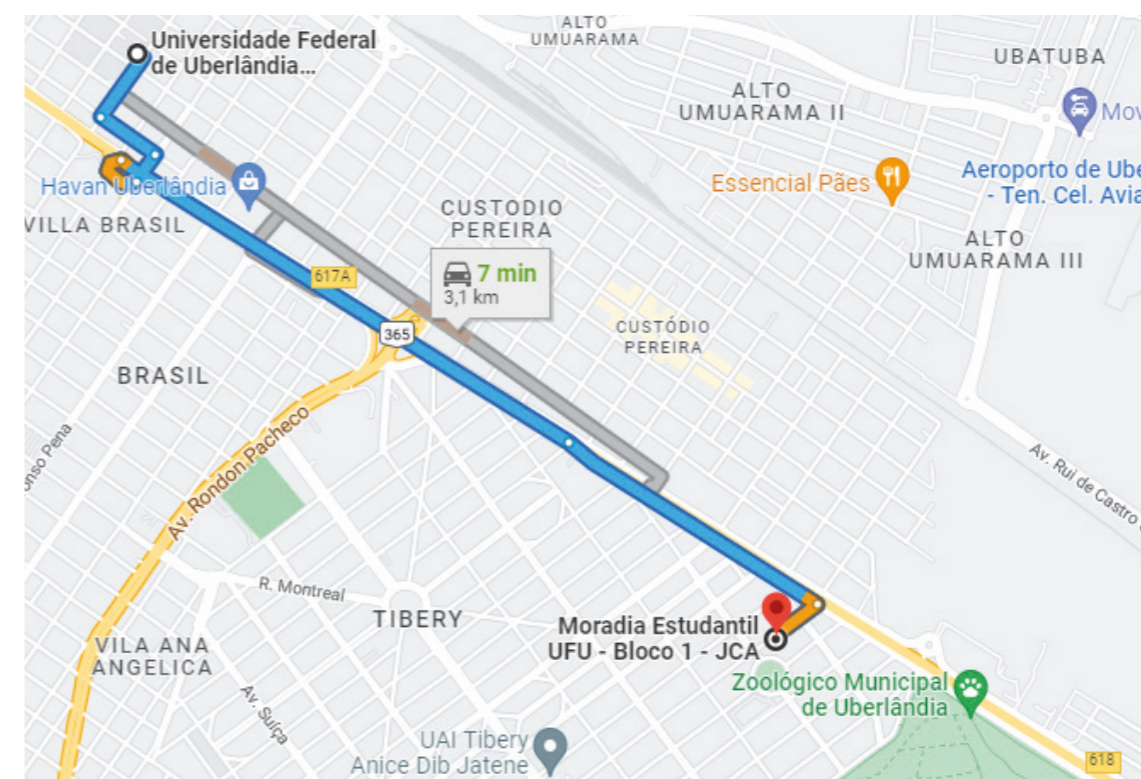 ALTO
UMUARAMA
Universidade Federal
de Uberlândia...
UBATUBA
ALTO
UMUARAMA II
Mov
Essencial Pães
Aeroporto de Ube
- Ten. Cel. Avia
Havan Uberlândia
VILLA BRASIL
CUSTODIO
PEREIRA
ALTO
UMUARAMA III
617A
7 min
3,1 km
365
CUSTÓDIO
PEREIRA
BRASIL
onso Pena
Av. Rondon Pacheco
Av. Rui de Castro
R. Montreal
TIBERY
Moradia Estudantil
UFU - Bloco 1 - JCA
VILA ANA
ANGELICA
Av. Suíça
Zoológico Municipal
de Uberlândia
UAI Tibery
Anice Dib Jatene
618